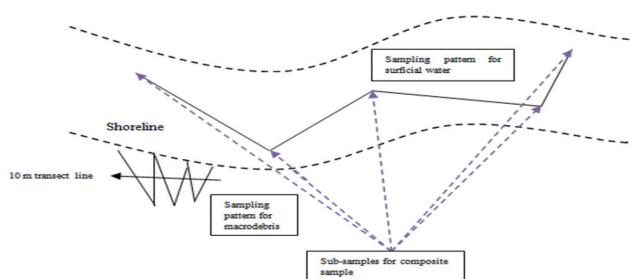 Sampling pattern for
surficial water
Shoreline
10 m transect line
Sampling
pattern for
macrodebris
Sub-samples for composite
sample